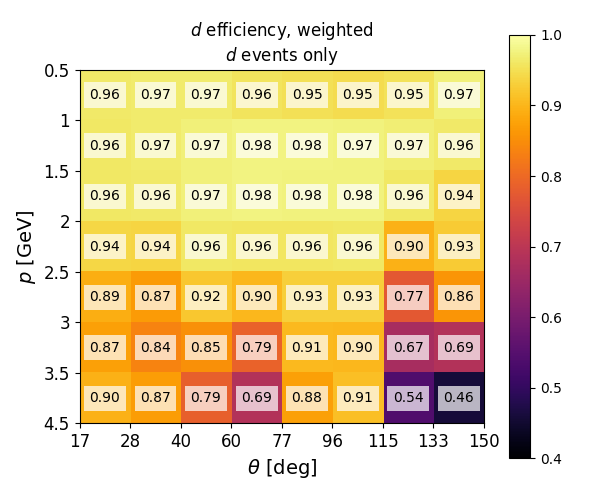 d efficiency, weighted
d events only
0.96 0.97 0.97 0.96 0.95 0.95 0.95 0.97
0.96 0.97 0.97 0.98 0.98 0.97 0.97 0.96
0.96 0.96 0.97 0.98 0.98 0.98 0.96 0.94
0.94 0.94 0.96 0.96 0.96 0.96 0.90 0.93
0.89 0.87 0.92 0.90 0.93 0.93 0.77 0.86
0.87 0.84 0.85 0.79 0.91 0.90 0.67 0.69
0.90 0.87 0.79 0.69 0.88 0.91 0.54 0.46
0.5
1
1.5
2
2.5
3
3.5
4.5
p [GeV]
17 28 40 60 77 96 115 133 150
θ [deg]
1.0
0.9
0.8
0.7
0.6
0.5
0.4